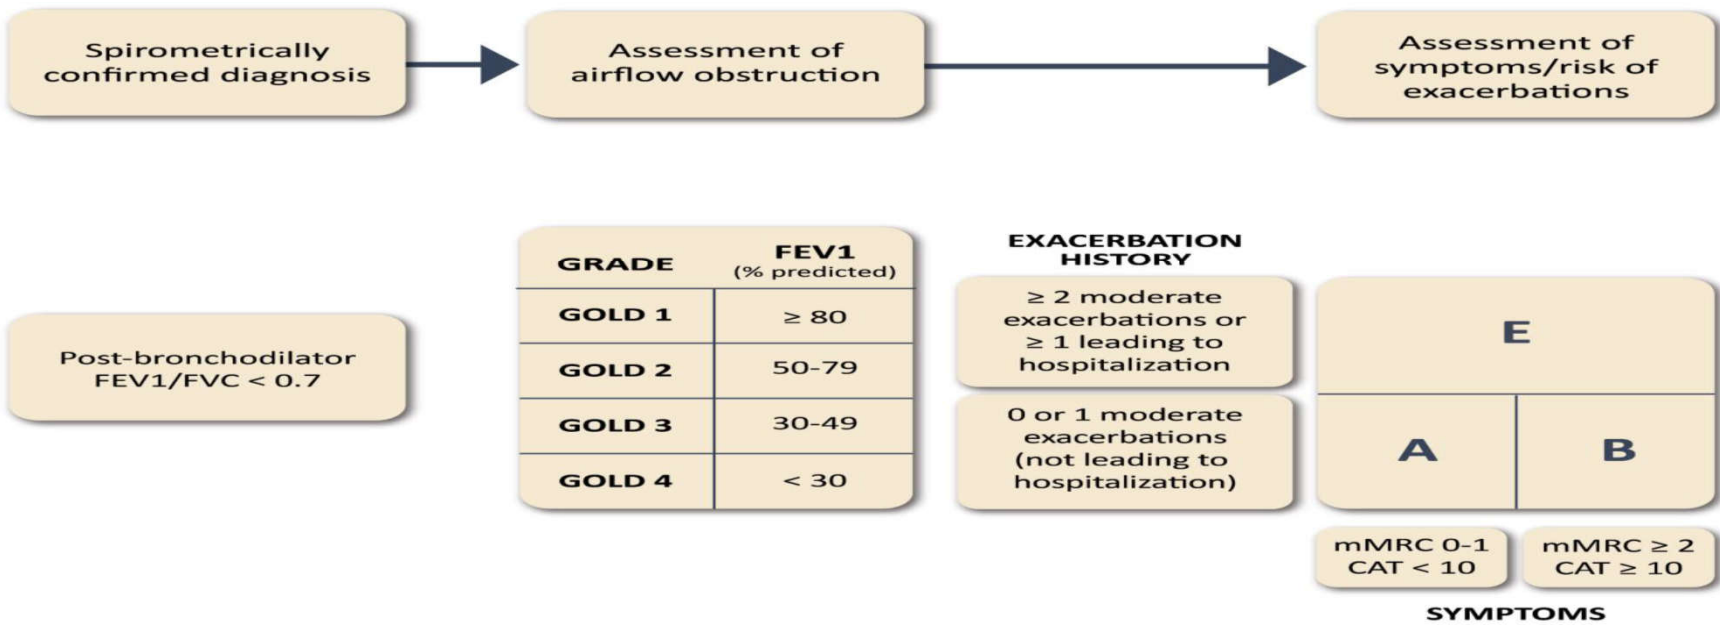 Spirometrically
confirmed diagnosis
Assessment of
airflow obstruction
Assessment of
symptoms/risk of
exacerbations
Post-bronchodilator
FEV1/FVC < 0.7
GRADE
FEV1
(% predicted)
GOLD 1
≥ 80
GOLD 2
50-79
GOLD 3
30-49
GOLD 4
< 30
EXACERBATION
HISTORY
≥ 2 moderate
exacerbations or
≥ 1 leading to
hospitalization
0 or 1 moderate
exacerbations
(not leading to
hospitalization)
E
A
B
mMRC 0-1
CAT < 10
mMRC ≥ 2
CAT ≥ 10
SYMPTOMS